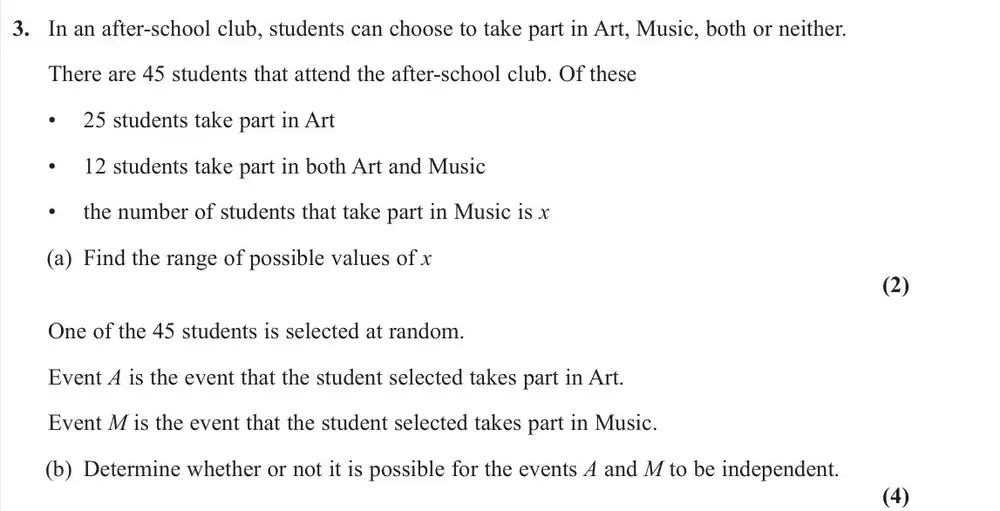 3. In an after-school club, students can choose to take part in Art, Music, both or neither.
There are 45 students that attend the after-school club. Of these
• 25 students take part in Art
• 12 students take part in both Art and Music
• the number of students that take part in Music is x
(a) Find the range of possible values of x
(2)
One of the 45 students is selected at random.
Event A is the event that the student selected takes part in Art.
Event M is the event that the student selected takes part in Music.
(b) Determine whether or not it is possible for the events A and M to be independent.
(4)